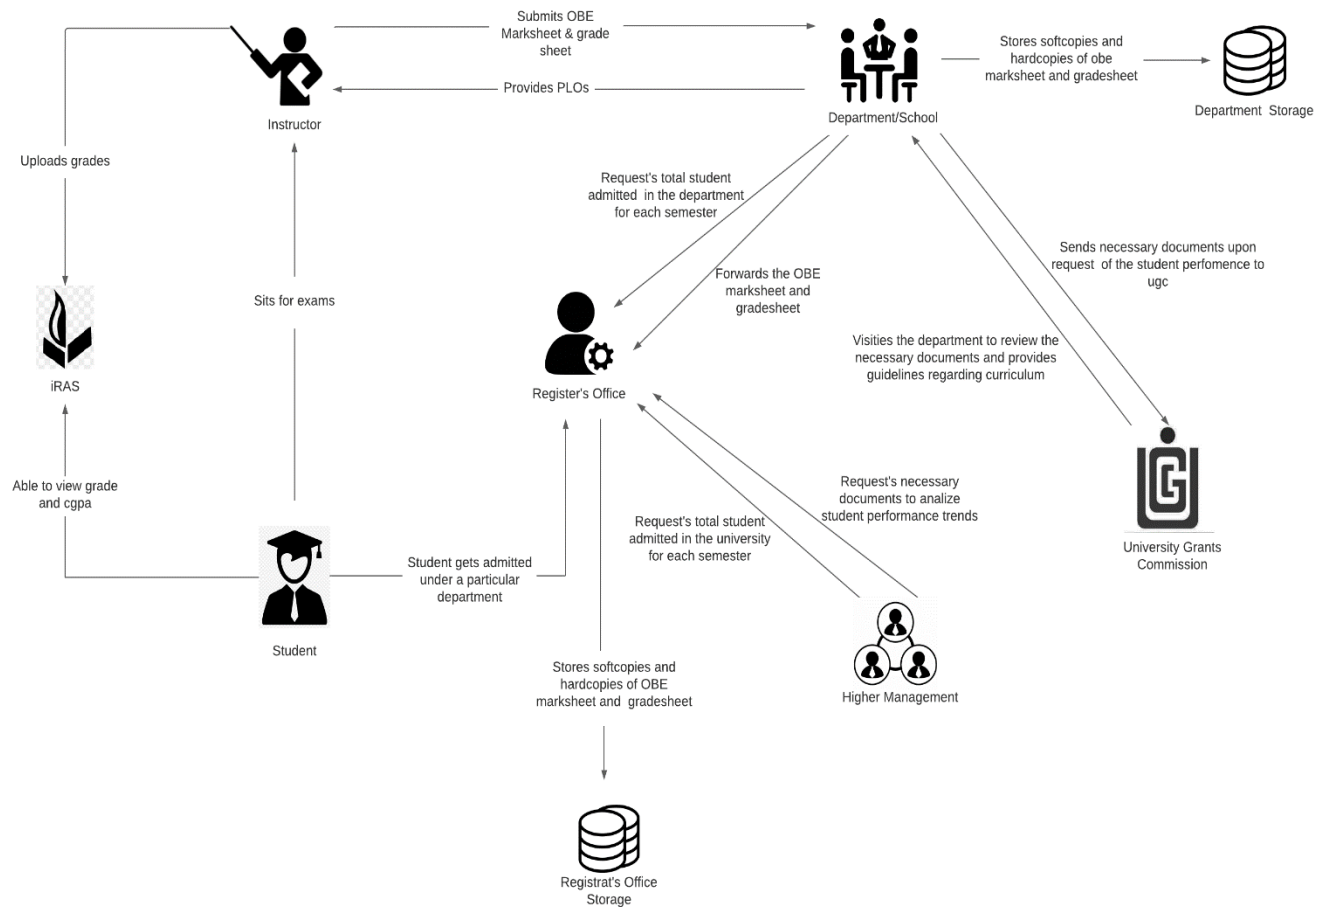 Submits OBE
Marksheet & grade
sheet
Provides PLOs
Instructor
Department/School
Stores softcopies and
hardcopies of obe
marksheet and gradesheet
Department Storage
Uploads grades
Request's total student
admitted in the department
for each semester
Sends necessary documents upon
request of the student perfomence to
ugc
Forwards the OBE
marksheet and
gradesheet
Sits for exams
Visities the department to review the
necessary documents and provides
guidelines regarding curriculum
iRAS
Register's Office
Able to view grade
and cgpa
Request's necessary
documents to analize
student performance trends
Request's total student
admitted in the university
for each semester
UGC
University Grants
Commission
Student gets admitted
under a particular
department
Student
Stores softcopies and
hardcopies of OBE
marksheet and gradesheet
Higher Management
Registrat's Office
Storage